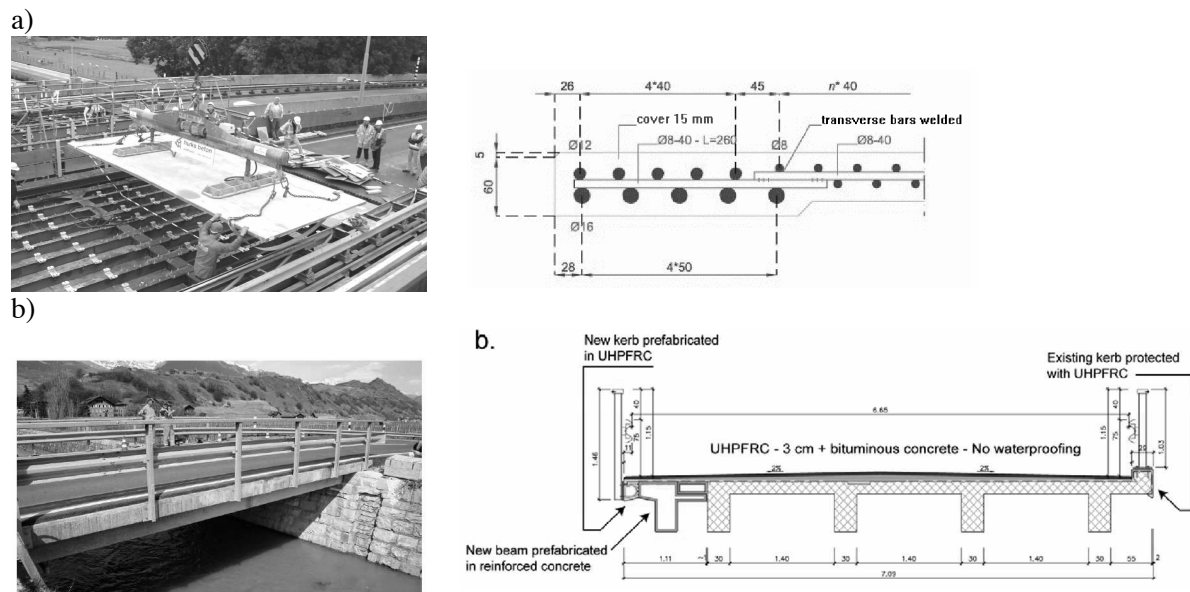 a)
26 4*40 45 n* 40
cover 15 mm
transverse bars welded
Ø12 Ø8-40 - L=260 Ø8 Ø8-40
5
60
Ø16
28 4*50
b)
b.
New kerb prefabricated
in UHPFRC
Existing kerb protected
with UHPFRC
40 6.65 40
75 1.15 1.15 75
1.46 1.03
UHPFRC - 3 cm + bituminous concrete - No waterproofing
2% 2%
New beam prefabricated
in reinforced concrete
1.11 30 1.40 30 1.40 30 1.40 30 55 2
7.09